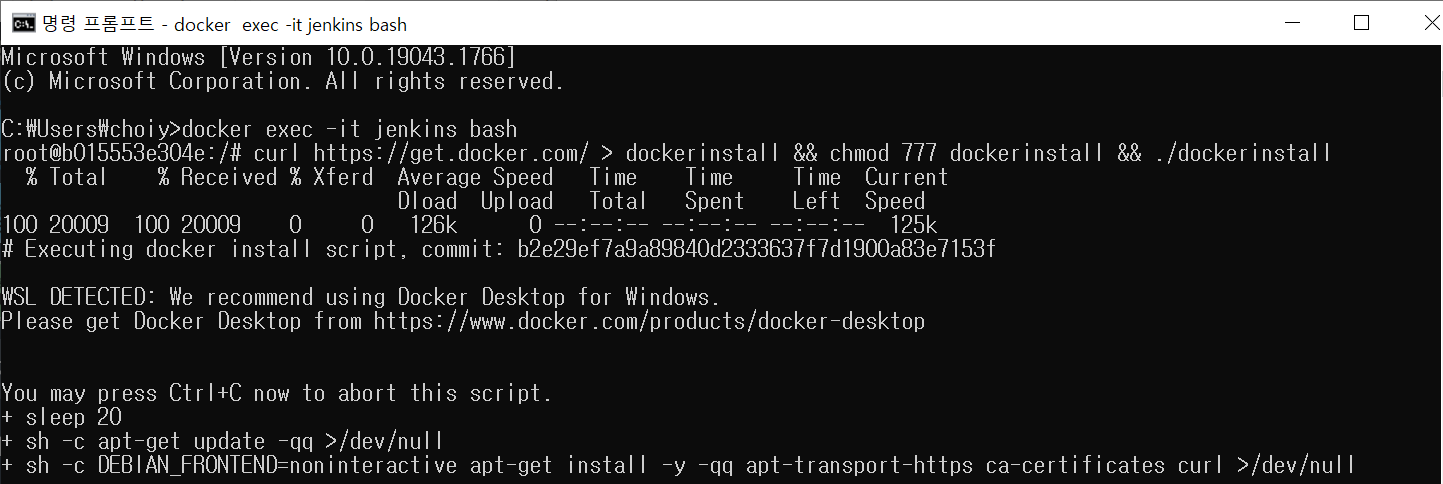 명령 프롬프트 - docker  exec -it jenkins bash
Microsoft Windows [Version 10.0.19043.1766]
(c) Microsoft Corporation. All rights reserved.
C:₩Users₩choiy>docker exec -it jenkins bash
root@b015553e304e:/# curl https://get.docker.com/ > dockerinstall && chmod 777 dockerinstall && ./dockerinstall
  % Total    % Received % Xferd  Average Speed   Time    Time     Time  Current
                                 Dload  Upload   Total   Spent    Left  Speed
100 20009  100 20009    0     0   126k      0 --:--:-- --:--:-- --:--:--  125k
# Executing docker install script, commit: b2e29ef7a9a89840d2333637f7d1900a83e7153f
WSL DETECTED: We recommend using Docker Desktop for Windows.
Please get Docker Desktop from https://www.docker.com/products/docker-desktop
You may press Ctrl+C now to abort this script.
+ sleep 20
+ sh -c apt-get update -qq >/dev/null
+ sh -c DEBIAN_FRONTEND=noninteractive apt-get install -y -qq apt-transport-https ca-certificates curl >/dev/null